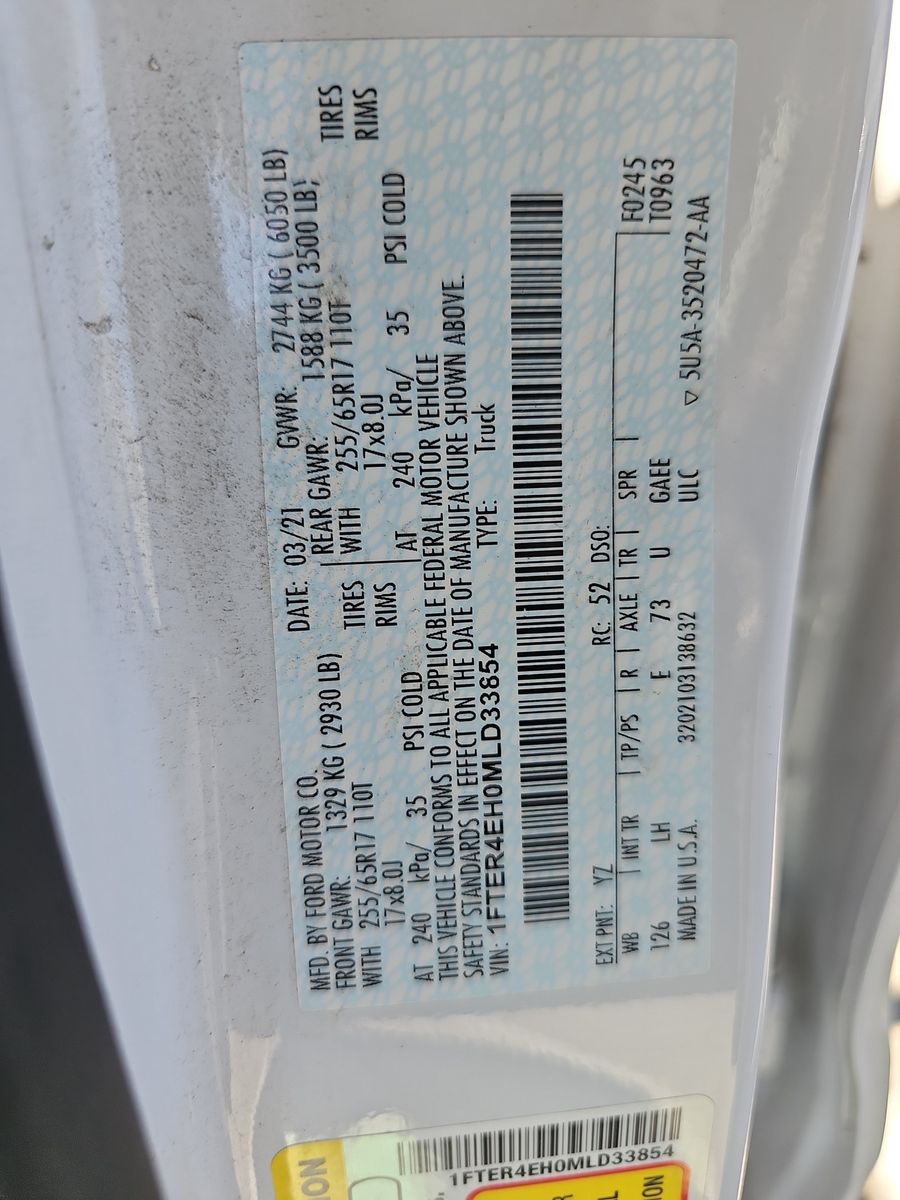 MFD. BY FORD MOTOR CO. DATE: 03/21 GVWR: 2744 KG ( 6050 LB)
FRONT GAWR: 1329 KG ( 2930 LB) REAR GAWR: 1588 KG ( 3500 LB)
WITH 255/65R17 110T TIRES WITH 255/65R17 110T TIRES
17x8.0J RIMS 17x8.0J RIMS
AT 240 kPa/ 35 PSI COLD AT 240 kPa/ 35 PSI COLD
THIS VEHICLE CONFORMS TO ALL APPLICABLE FEDERAL MOTOR VEHICLE
SAFETY STANDARDS IN EFFECT ON THE DATE OF MANUFACTURE SHOWN ABOVE.
VIN: 1FTER4EH0MLD33854 TYPE: Truck
EXT PNT: YZ RC: 52 DSO:
WB INT TR TP/PS R AXLE TR SPR F0245
126 LH E 73 U GAEE T0963
MADE IN U.S.A. 3202103138632 ULC ▽ 5U5A-3520472-AA
1FTER4EH0MLD33854